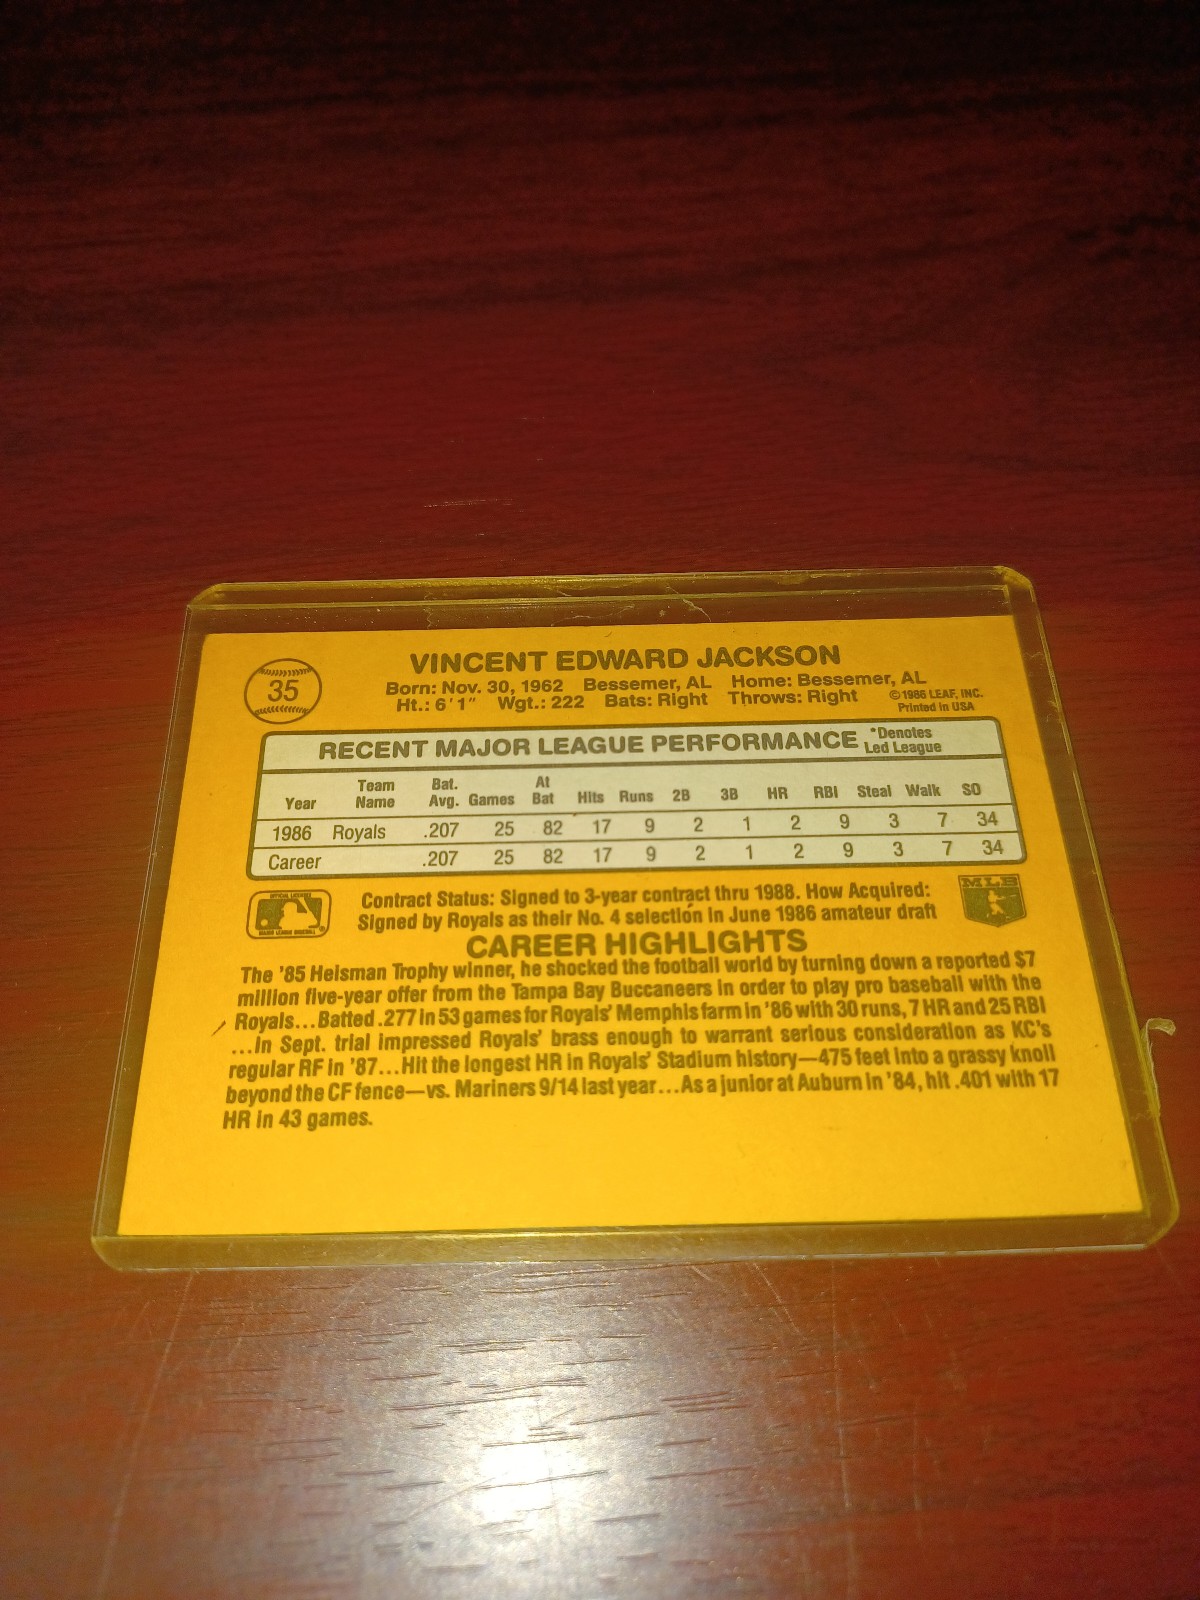 35
VINCENT EDWARD JACKSON
Born: Nov. 30, 1962 Bessemer, AL Home: Bessemer, AL
Ht.: 6'1" Wgt.: 222 Bats: Right Throws: Right
©1986 LEAF, INC.
Printed in USA
RECENT MAJOR LEAGUE PERFORMANCE *Denotes
Led League
Year Team Name Bat. Avg. Games At Bat Hits Runs 2B 3B HR RBI Steal Walk SO
1986 Royals .207 25 82 17 9 2 1 2 9 3 7 34
Career .207 25 82 17 9 2 1 2 9 3 7 34
OFFICIAL LICENSEE
MAJOR LEAGUE BASEBALL
Contract Status: Signed to 3-year contract thru 1988. How Acquired:
Signed by Royals as their No. 4 selection in June 1986 amateur draft
MLB
CAREER HIGHLIGHTS
The '85 Heisman Trophy winner, he shocked the football world by turning down a reported $7
million five-year offer from the Tampa Bay Buccaneers in order to play pro baseball with the
Royals...Batted .277 in 53 games for Royals' Memphis farm in '86 with 30 runs, 7 HR and 25 RBI
...In Sept. trial impressed Royals' brass enough to warrant serious consideration as KC's
regular RF in '87...Hit the longest HR in Royals' Stadium history—475 feet into a grassy knoll
beyond the CF fence—vs. Mariners 9/14 last year...As a junior at Auburn in '84, hit .401 with 17
HR in 43 games.